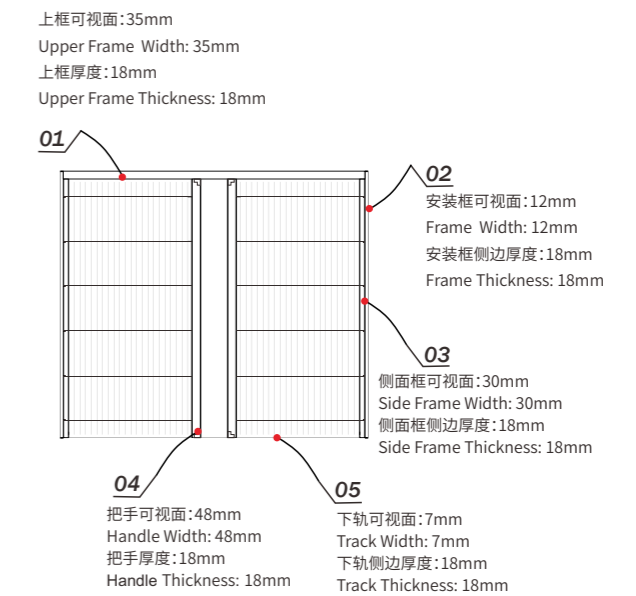 上框可视面:35mm
Upper Frame Width: 35mm
上框厚度:18mm
Upper Frame Thickness: 18mm
01
02
安装框可视面:12mm
Frame Width: 12mm
安装框侧边厚度:18mm
Frame Thickness: 18mm
03
侧面框可视面:30mm
Side Frame Width: 30mm
侧面框侧边厚度:18mm
Side Frame Thickness: 18mm
04
把手可视面:48mm
Handle Width: 48mm
把手厚度:18mm
Handle Thickness: 18mm
05
下轨可视面:7mm
Track Width: 7mm
下轨侧边厚度:18mm
Track Thickness: 18mm